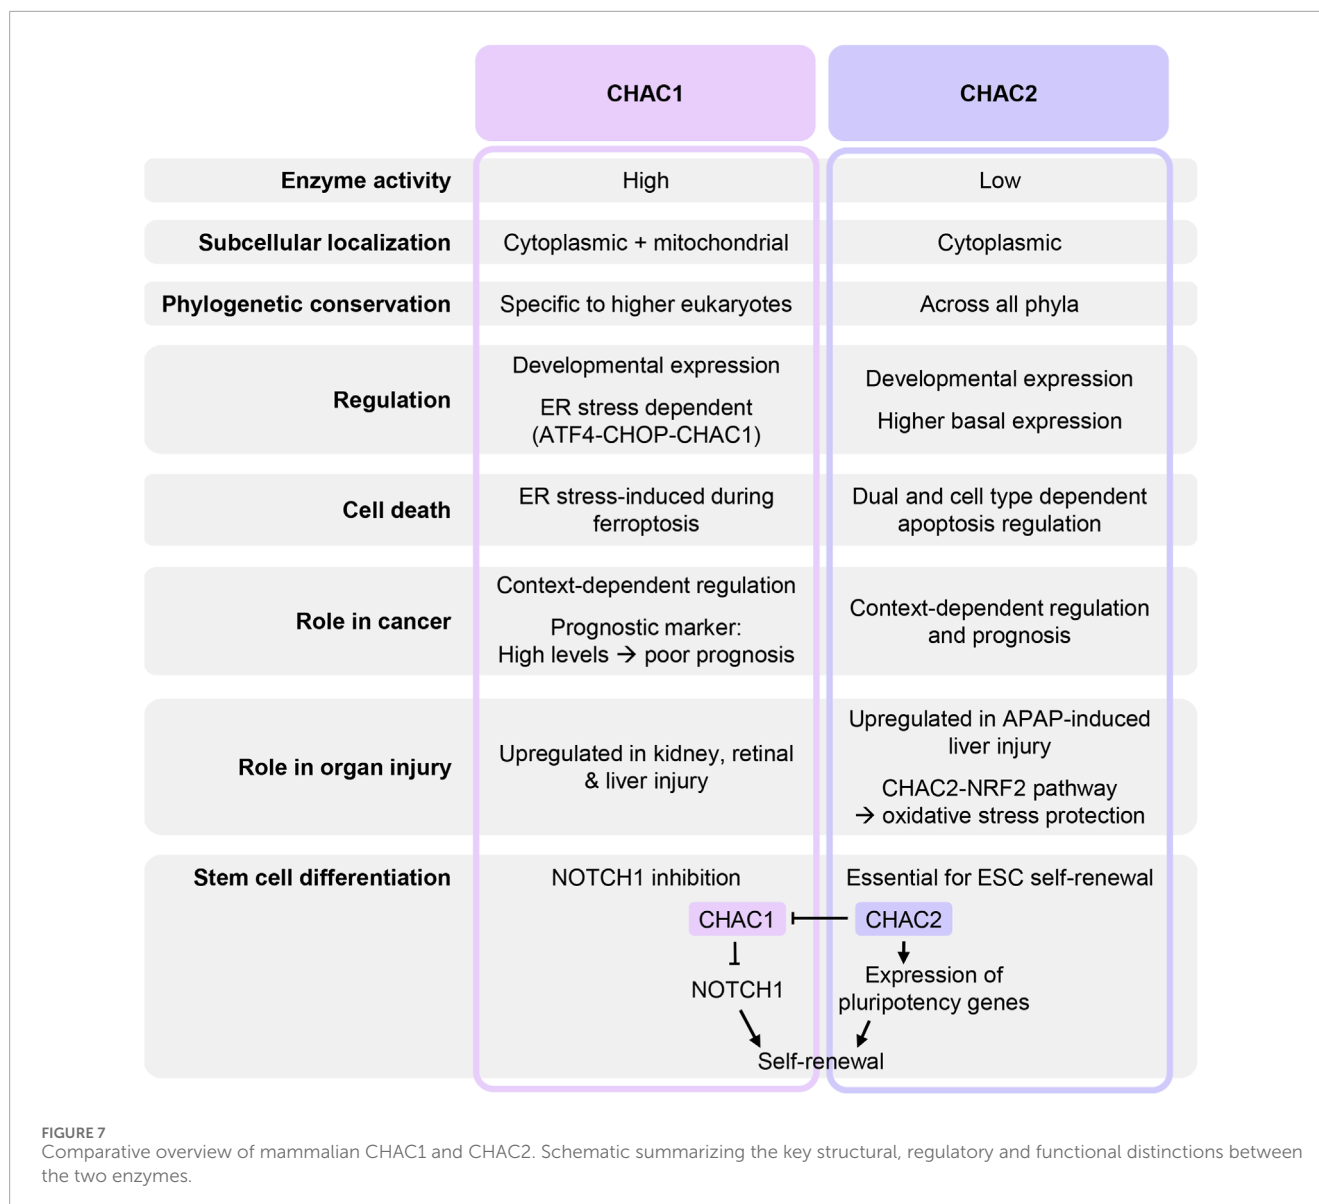 CHAC1
CHAC2
Enzyme activity
High
Low
Subcellular localization
Cytoplasmic + mitochondrial
Cytoplasmic
Phylogenetic conservation
Specific to higher eukaryotes
Across all phyla
Regulation
Developmental expression
ER stress dependent
(ATF4-CHOP-CHAC1)
Developmental expression
Higher basal expression
Cell death
ER stress-induced during
ferroptosis
Dual and cell type dependent
apoptosis regulation
Role in cancer
Context-dependent regulation
Prognostic marker:
High levels → poor prognosis
Context-dependent regulation
and prognosis
Role in organ injury
Upregulated in kidney, retinal
& liver injury
Upregulated in APAP-induced
liver injury
CHAC2-NRF2 pathway
→ oxidative stress protection
Stem cell differentiation
NOTCH1 inhibition
Essential for ESC self-renewal
CHAC1
CHAC2
NOTCH1
Expression of
pluripotency genes
Self-renewal
FIGURE 7
Comparative overview of mammalian CHAC1 and CHAC2. Schematic summarizing the key structural, regulatory and functional distinctions between
the two enzymes.